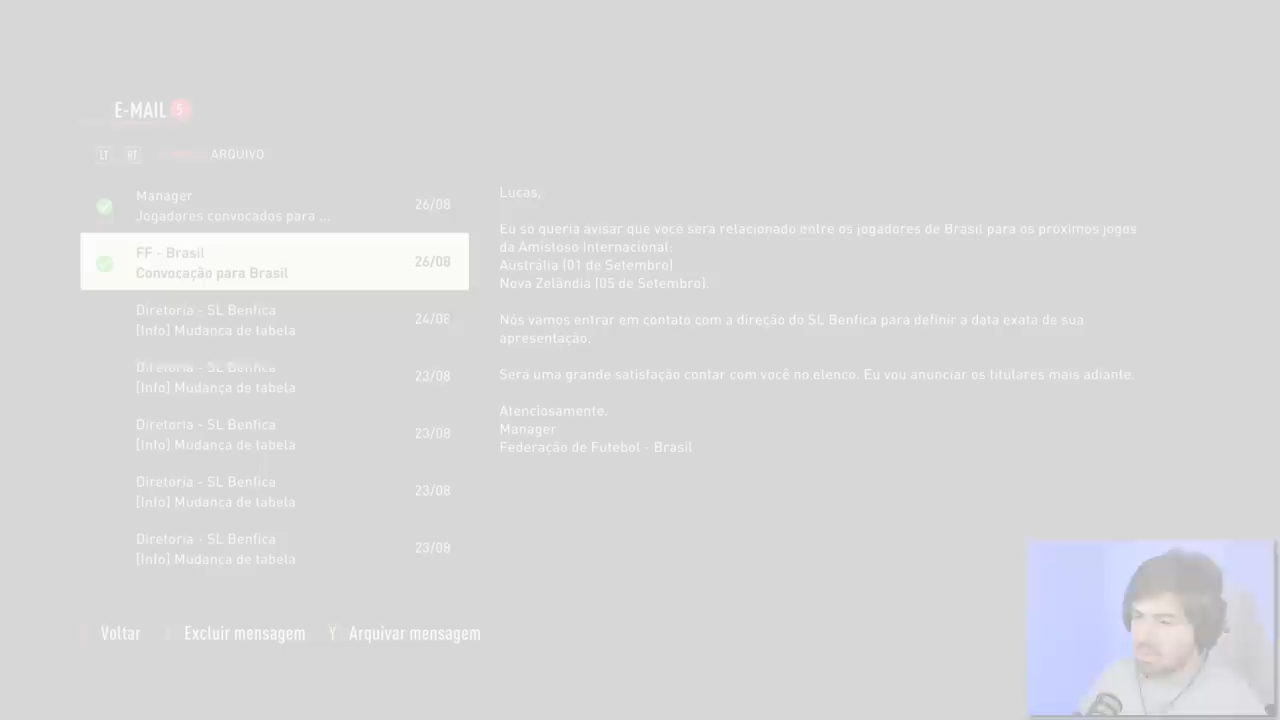 E-MAIL 5
LT RT ARQUIVO
Manager
Jogadores convocados para ...
26/08
FF - Brasil
Convocação para Brasil
26/08
Diretoria - SL Benfica
[Info] Mudança de tabela
24/08
Diretoria - SL Benfica
[Info] Mudança de tabela
23/08
Diretoria - SL Benfica
[Info] Mudança de tabela
23/08
Diretoria - SL Benfica
[Info] Mudança de tabela
23/08
Diretoria - SL Benfica
[Info] Mudança de tabela
23/08
Lucas,
Eu só queria avisar que você será relacionado entre os jogadores de Brasil para os próximos jogos
da Amistoso Internacional:
Austrália (01 de Setembro)
Nova Zelândia (05 de Setembro).
Nós vamos entrar em contato com a direção do SL Benfica para definir a data exata de sua
apresentação.
Será uma grande satisfação contar com você no elenco. Eu vou anunciar os titulares mais adiante.
Atenciosamente,
Manager
Federação de Futebol - Brasil
Voltar Excluir mensagem Y Arquivar mensagem